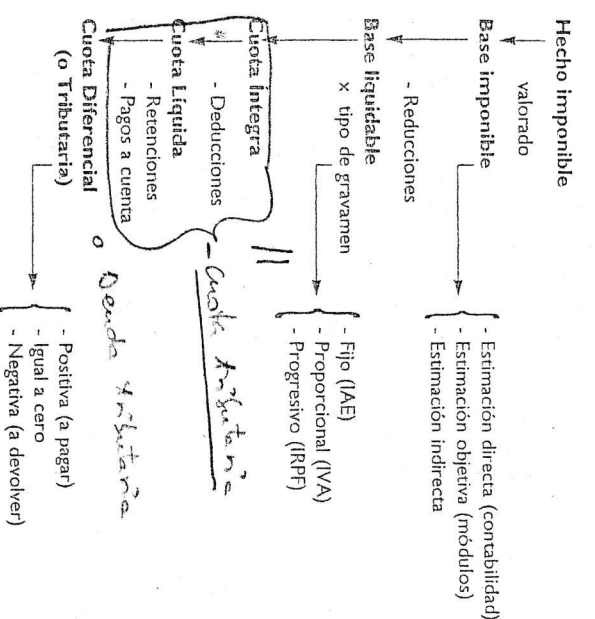 Hecho imponible
valorado
Base imponible
- Estimación directa (contabilidad)
- Estimación objetiva (módulos)
- Estimación indirecta
- Reducciones
Base liquidable
x tipo de gravamen
- Fijo (IAE)
- Proporcional (IVA)
- Progresivo (IRPF)
Cuota íntegra
- Deducciones
Cuota Líquida
- Retenciones
- Pagos a cuenta
- Cuota tributaria
Cuota Diferencial
(o Tributaria)
o Deuda tributaria
- Positiva (a pagar)
- Igual a cero
- Negativa (a devolver)